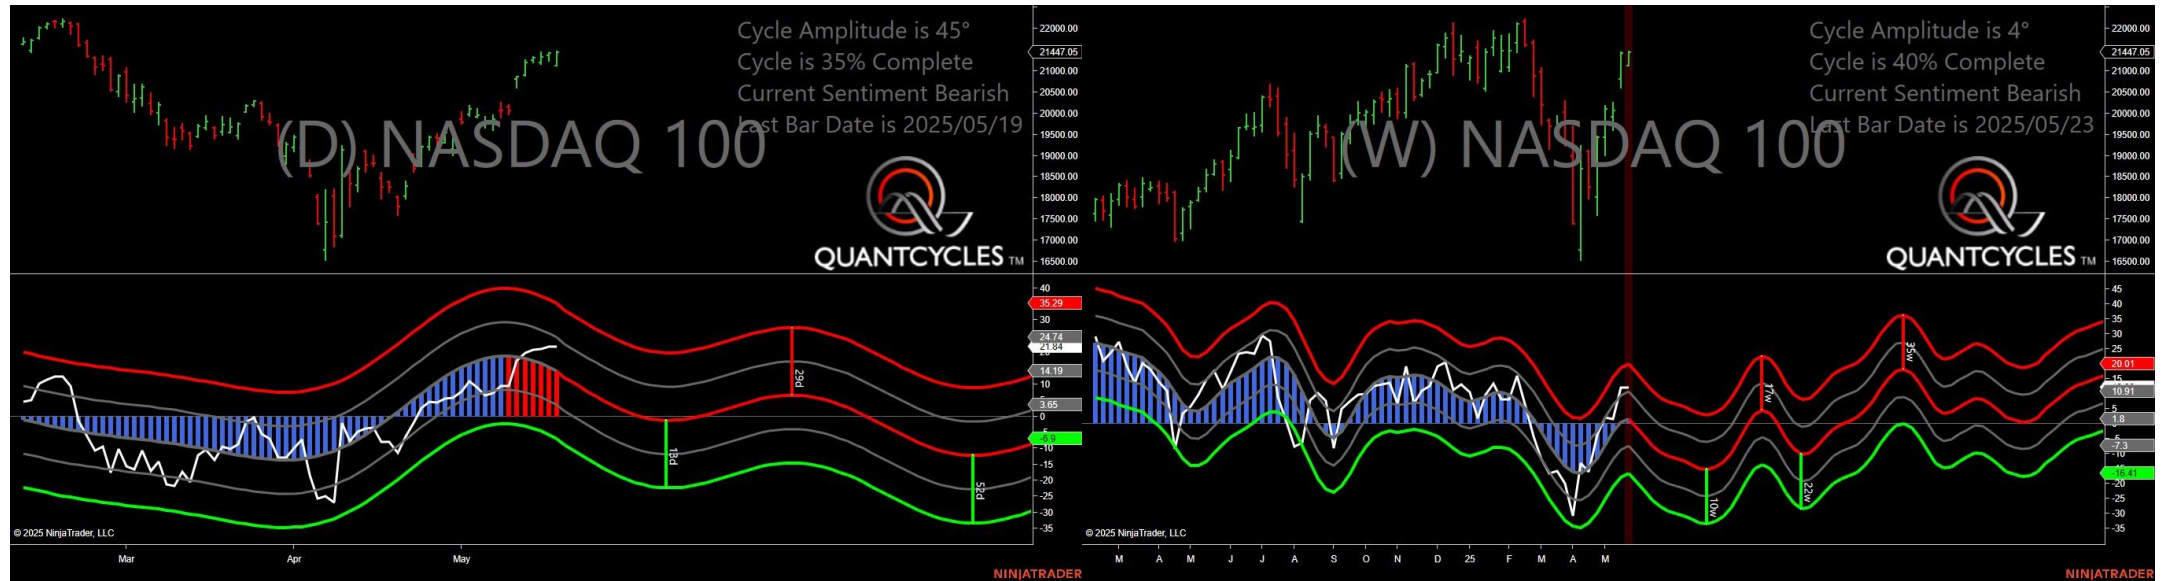 Cycle Amplitude is 45°
Cycle is 35% Complete
Current Sentiment Bearish
Last Bar Date is 2025/05/19
(D) NASDAQ 100
QUANTCYCLES TM
22000.00
21447.05
21000.00
20500.00
20000.00
19500.00
19000.00
18500.00
18000.00
17500.00
17000.00
16500.00
40
35.29
30
24.74
21.84
14.19
10
3.65
0
-6.9
-10
-15
-20
-25
-30
-35
29d
18d
52d
© 2025 NinjaTrader, LLC
Mar
Apr
May
NINJATRADER
Cycle Amplitude is 4°
Cycle is 40% Complete
Current Sentiment Bearish
Last Bar Date is 2025/05/23
(W) NASDAQ 100
QUANTCYCLES TM
22000.00
21447.05
21000.00
20500.00
20000.00
19500.00
19000.00
18500.00
18000.00
17500.00
17000.00
16500.00
45
40
35
30
25
20.01
15
10.91
5
1.8
-7.3
-10
-16.41
-20
-25
-30
-35
17w
35w
10w
22w
© 2025 NinjaTrader, LLC
M A M J J A S O N D 25 F M A M
NINJATRADER